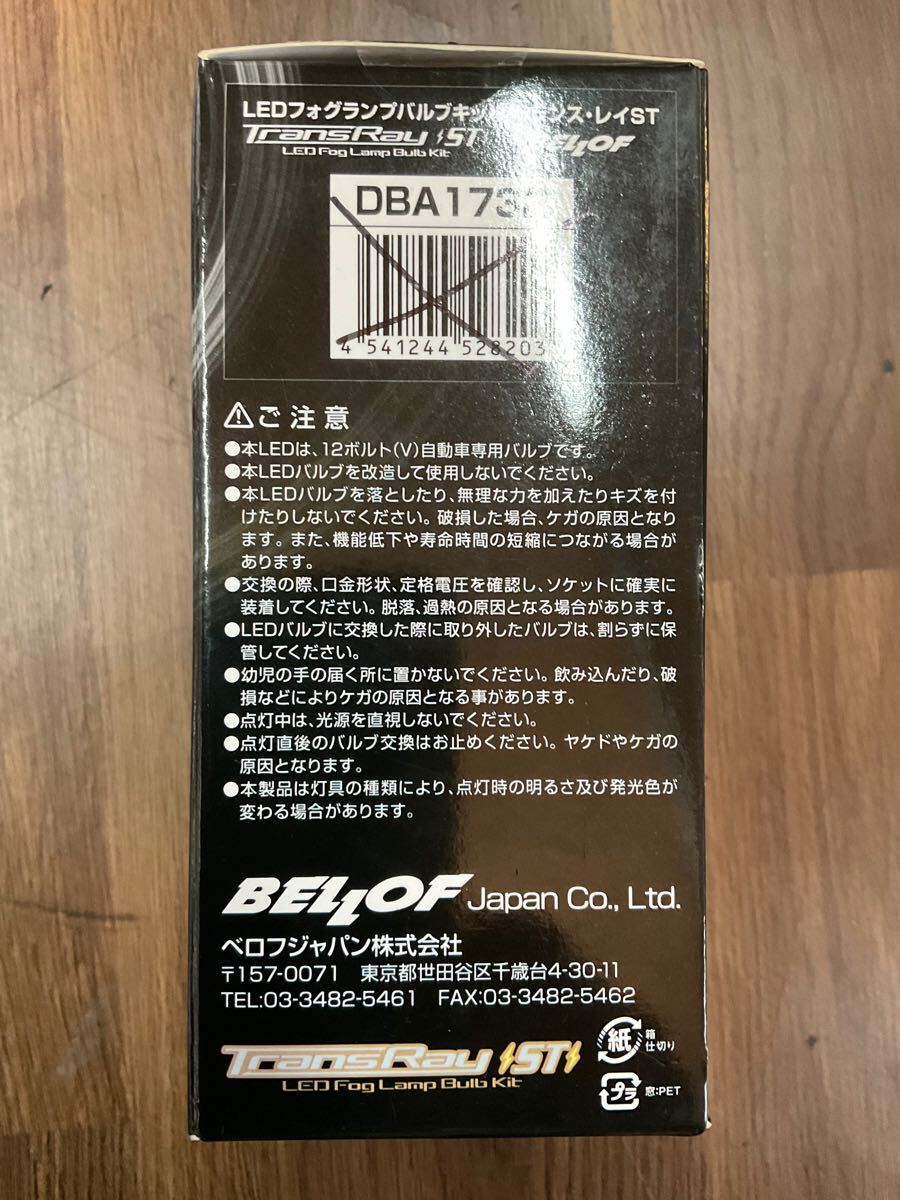 LEDフォグランプバルブキッ ンス・レイST
TransRay ST BELLOF
LED Fog Lamp Bulb Kit
DBA173
4 541244 528203
ご注意
●本LEDは、12ボルト(V)自動車専用バルブです。
●本LEDバルブを改造して使用しないでください。
●本LEDバルブを落としたり、無理な力を加えたりキズを付
けたりしないでください。破損した場合、ケガの原因となり
ます。また、機能低下や寿命時間の短縮につながる場合が
あります。
●交換の際、口金形状、定格電圧を確認し、ソケットに確実に
装着してください。脱落、過熱の原因となる場合があります。
●LEDバルブに交換した際に取り外したバルブは、割らずに保
管してください。
●幼児の手の届く所に置かないでください。飲み込んだり、破
損などによりケガの原因となる事があります。
●点灯中は、光源を直視しないでください。
●点灯直後のバルブ交換はお止めください。ヤケドやケガの
原因となります。
●本製品は灯具の種類により、点灯時の明るさ及び発光色が
変わる場合があります。
BELLOF Japan Co., Ltd.
ベロフジャパン株式会社
〒157-0071 東京都世田谷区千歳台4-30-11
TEL:03-3482-5461 FAX:03-3482-5462
紙 箱
仕切り
TransRay ST
LED Fog Lamp Bulb Kit
プラ 窓:PET